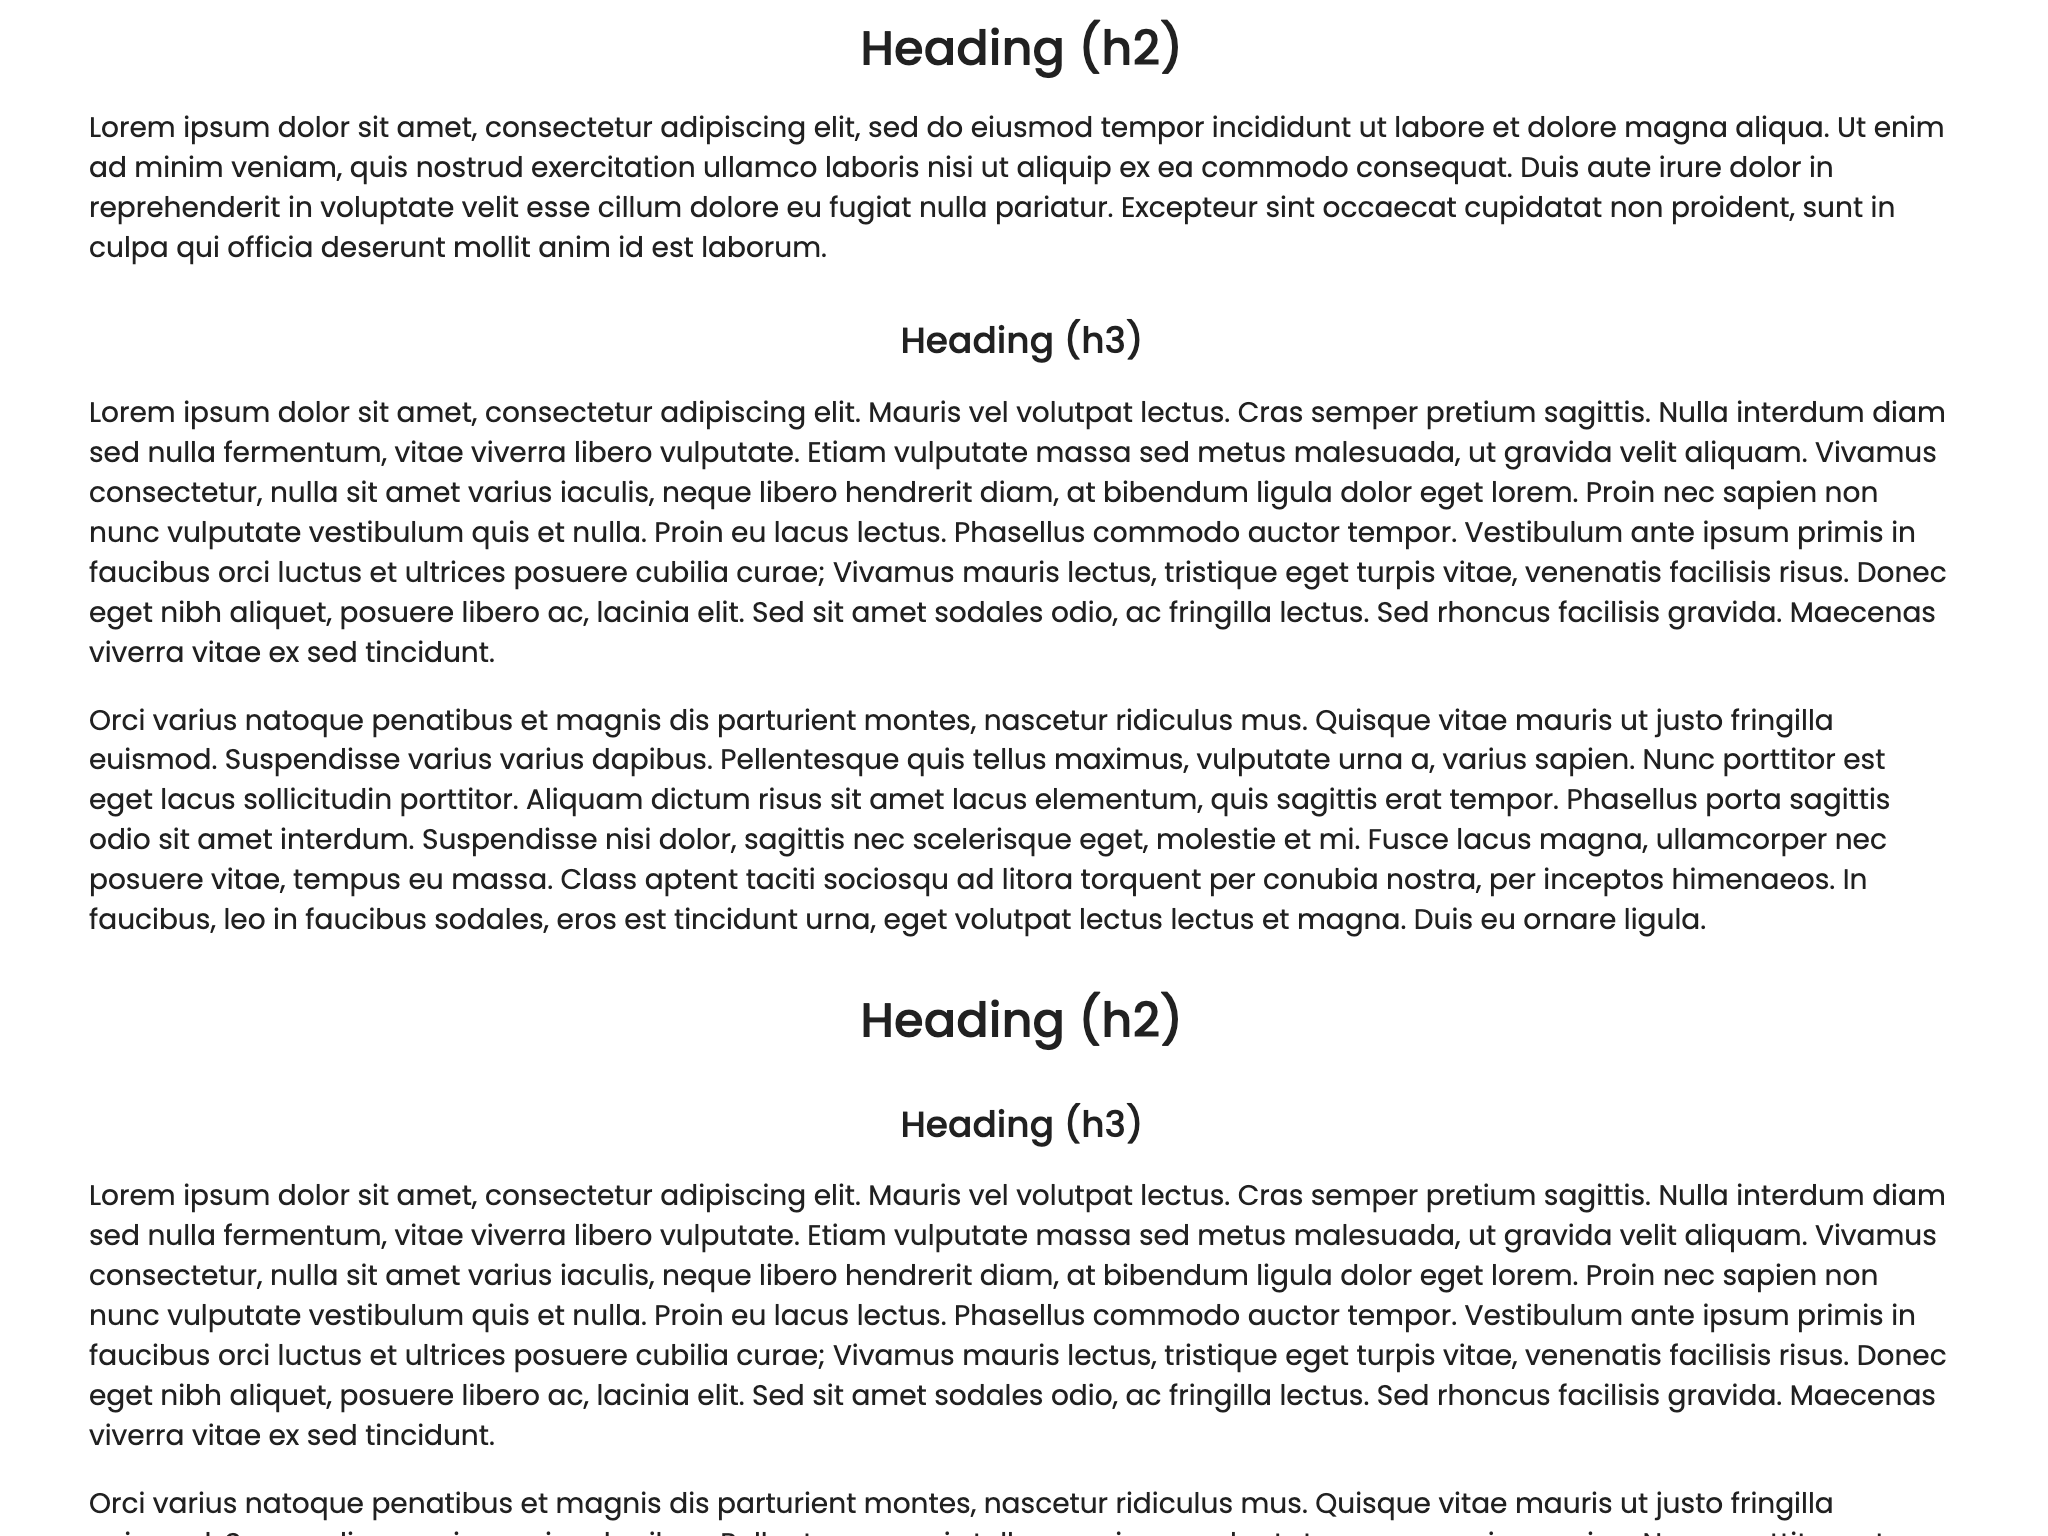 Heading (h2)
Lorem ipsum dolor sit amet, consectetur adipiscing elit, sed do eiusmod tempor incididunt ut labore et dolore magna aliqua. Ut enim
ad minim veniam, quis nostrud exercitation ullamco laboris nisi ut aliquip ex ea commodo consequat. Duis aute irure dolor in
reprehenderit in voluptate velit esse cillum dolore eu fugiat nulla pariatur. Excepteur sint occaecat cupidatat non proident, sunt in
culpa qui officia deserunt mollit anim id est laborum.
Heading (h3)
Lorem ipsum dolor sit amet, consectetur adipiscing elit. Mauris vel volutpat lectus. Cras semper pretium sagittis. Nulla interdum diam
sed nulla fermentum, vitae viverra libero vulputate. Etiam vulputate massa sed metus malesuada, ut gravida velit aliquam. Vivamus
consectetur, nulla sit amet varius iaculis, neque libero hendrerit diam, at bibendum ligula dolor eget lorem. Proin nec sapien non
nunc vulputate vestibulum quis et nulla. Proin eu lacus lectus. Phasellus commodo auctor tempor. Vestibulum ante ipsum primis in
faucibus orci luctus et ultrices posuere cubilia curae; Vivamus mauris lectus, tristique eget turpis vitae, venenatis facilisis risus. Donec
eget nibh aliquet, posuere libero ac, lacinia elit. Sed sit amet sodales odio, ac fringilla lectus. Sed rhoncus facilisis gravida. Maecenas
viverra vitae ex sed tincidunt.
Orci varius natoque penatibus et magnis dis parturient montes, nascetur ridiculus mus. Quisque vitae mauris ut justo fringilla
euismod. Suspendisse varius varius dapibus. Pellentesque quis tellus maximus, vulputate urna a, varius sapien. Nunc porttitor est
eget lacus sollicitudin porttitor. Aliquam dictum risus sit amet lacus elementum, quis sagittis erat tempor. Phasellus porta sagittis
odio sit amet interdum. Suspendisse nisi dolor, sagittis nec scelerisque eget, molestie et mi. Fusce lacus magna, ullamcorper nec
posuere vitae, tempus eu massa. Class aptent taciti sociosqu ad litora torquent per conubia nostra, per inceptos himenaeos. In
faucibus, leo in faucibus sodales, eros est tincidunt urna, eget volutpat lectus lectus et magna. Duis eu ornare ligula.
Heading (h2)
Heading (h3)
Lorem ipsum dolor sit amet, consectetur adipiscing elit. Mauris vel volutpat lectus. Cras semper pretium sagittis. Nulla interdum diam
sed nulla fermentum, vitae viverra libero vulputate. Etiam vulputate massa sed metus malesuada, ut gravida velit aliquam. Vivamus
consectetur, nulla sit amet varius iaculis, neque libero hendrerit diam, at bibendum ligula dolor eget lorem. Proin nec sapien non
nunc vulputate vestibulum quis et nulla. Proin eu lacus lectus. Phasellus commodo auctor tempor. Vestibulum ante ipsum primis in
faucibus orci luctus et ultrices posuere cubilia curae; Vivamus mauris lectus, tristique eget turpis vitae, venenatis facilisis risus. Donec
eget nibh aliquet, posuere libero ac, lacinia elit. Sed sit amet sodales odio, ac fringilla lectus. Sed rhoncus facilisis gravida. Maecenas
viverra vitae ex sed tincidunt.
Orci varius natoque penatibus et magnis dis parturient montes, nascetur ridiculus mus. Quisque vitae mauris ut justo fringilla